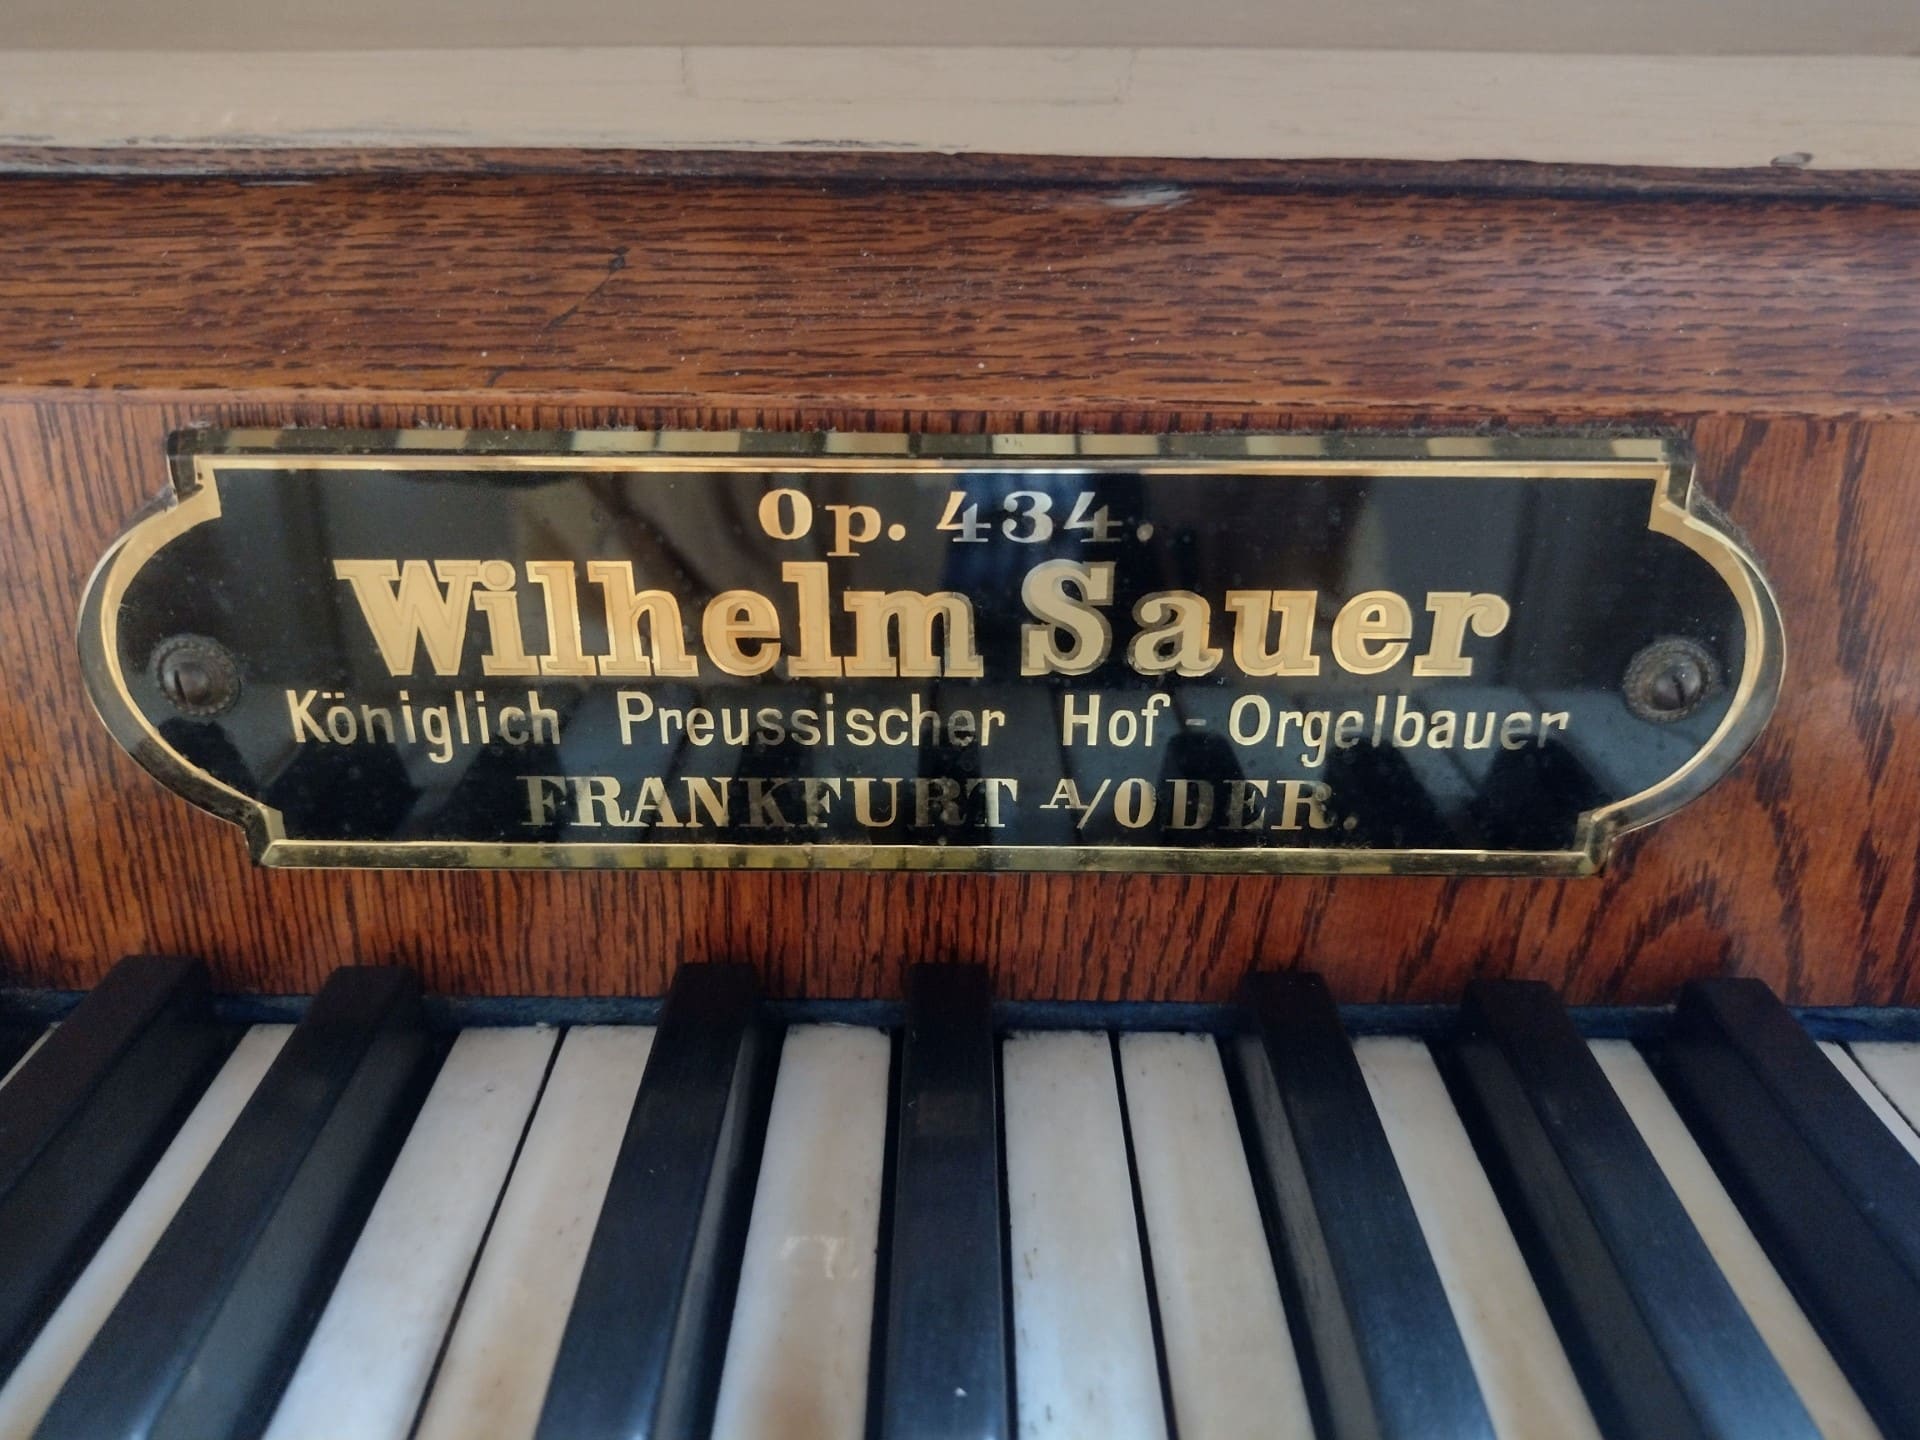 Op. 434.
Wilhelm Sauer
Königlich Preussischer Hof-Orgelbauer
FRANKFURT A/ODER.